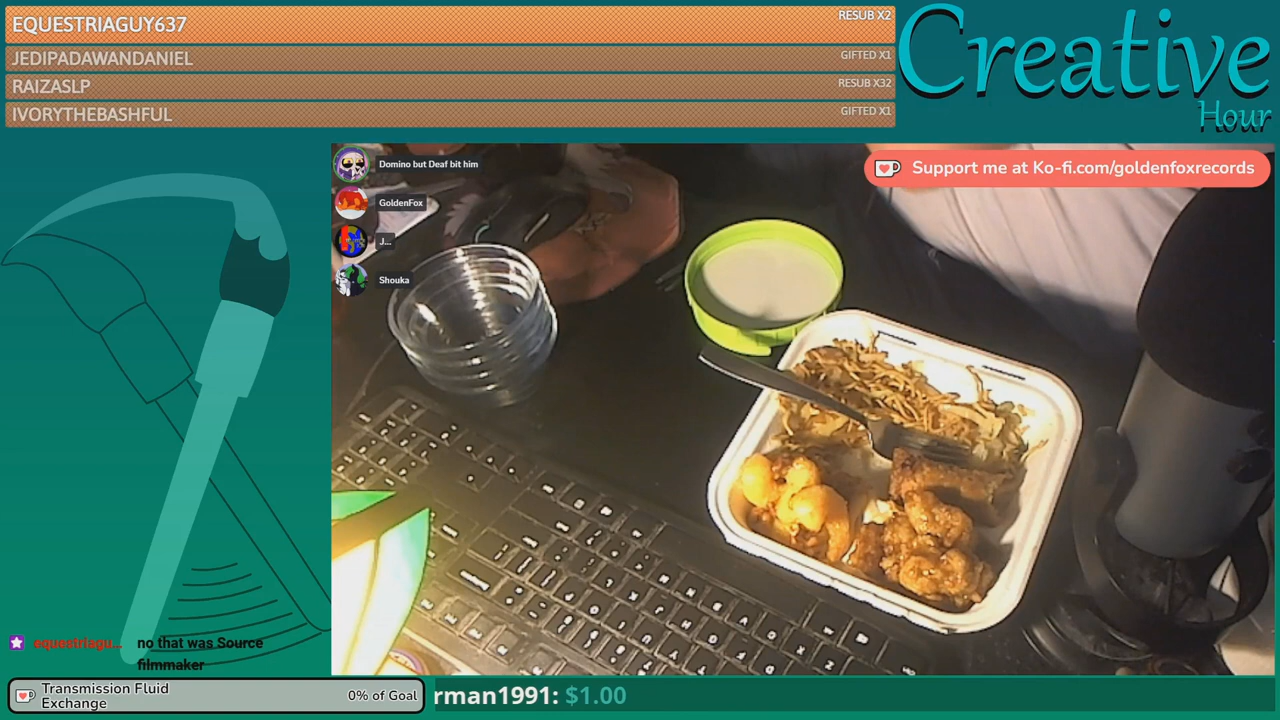 EQUESTRIAGUY637 RESUB X2
JEDIPADAWANDANIEL GIFTED X1
RAIZASLP RESUB X32
IVORYTHEBASHFUL GIFTED X1
Creative
Hour
Domino but Deaf bit him
GoldenFox
J...
Shouka
Support me at Ko-fi.com/goldenfoxrecords
equestriagu... no that was Source
filmmaker
Transmission Fluid
Exchange
0% of Goal
rman1991: $1.00